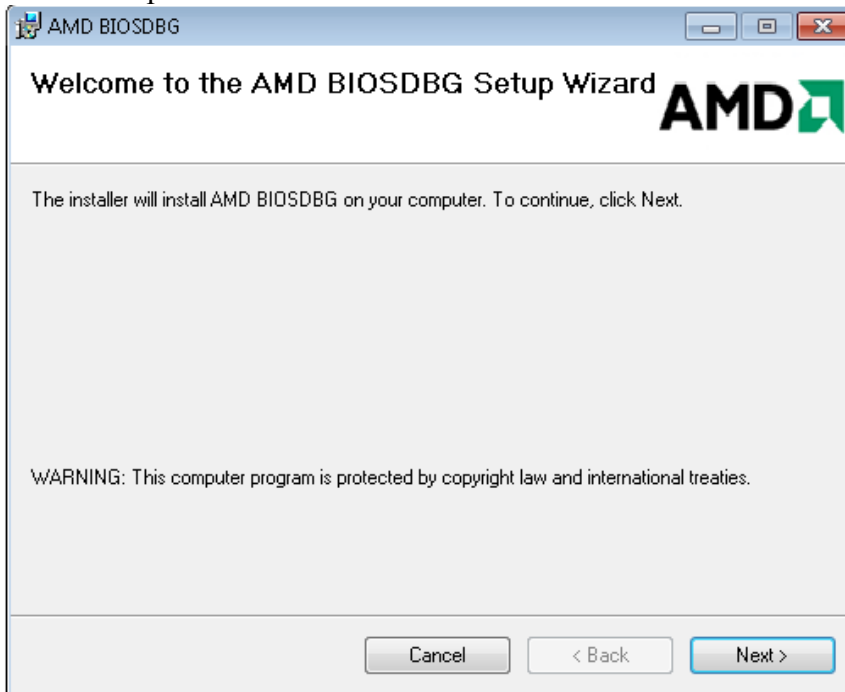 AMD BIOSDBG
Welcome to the AMD BIOSDBG Setup Wizard
AMD
The installer will install AMD BIOSDBG on your computer. To continue, click Next.
WARNING: This computer program is protected by copyright law and international treaties.
Cancel
< Back
Next >